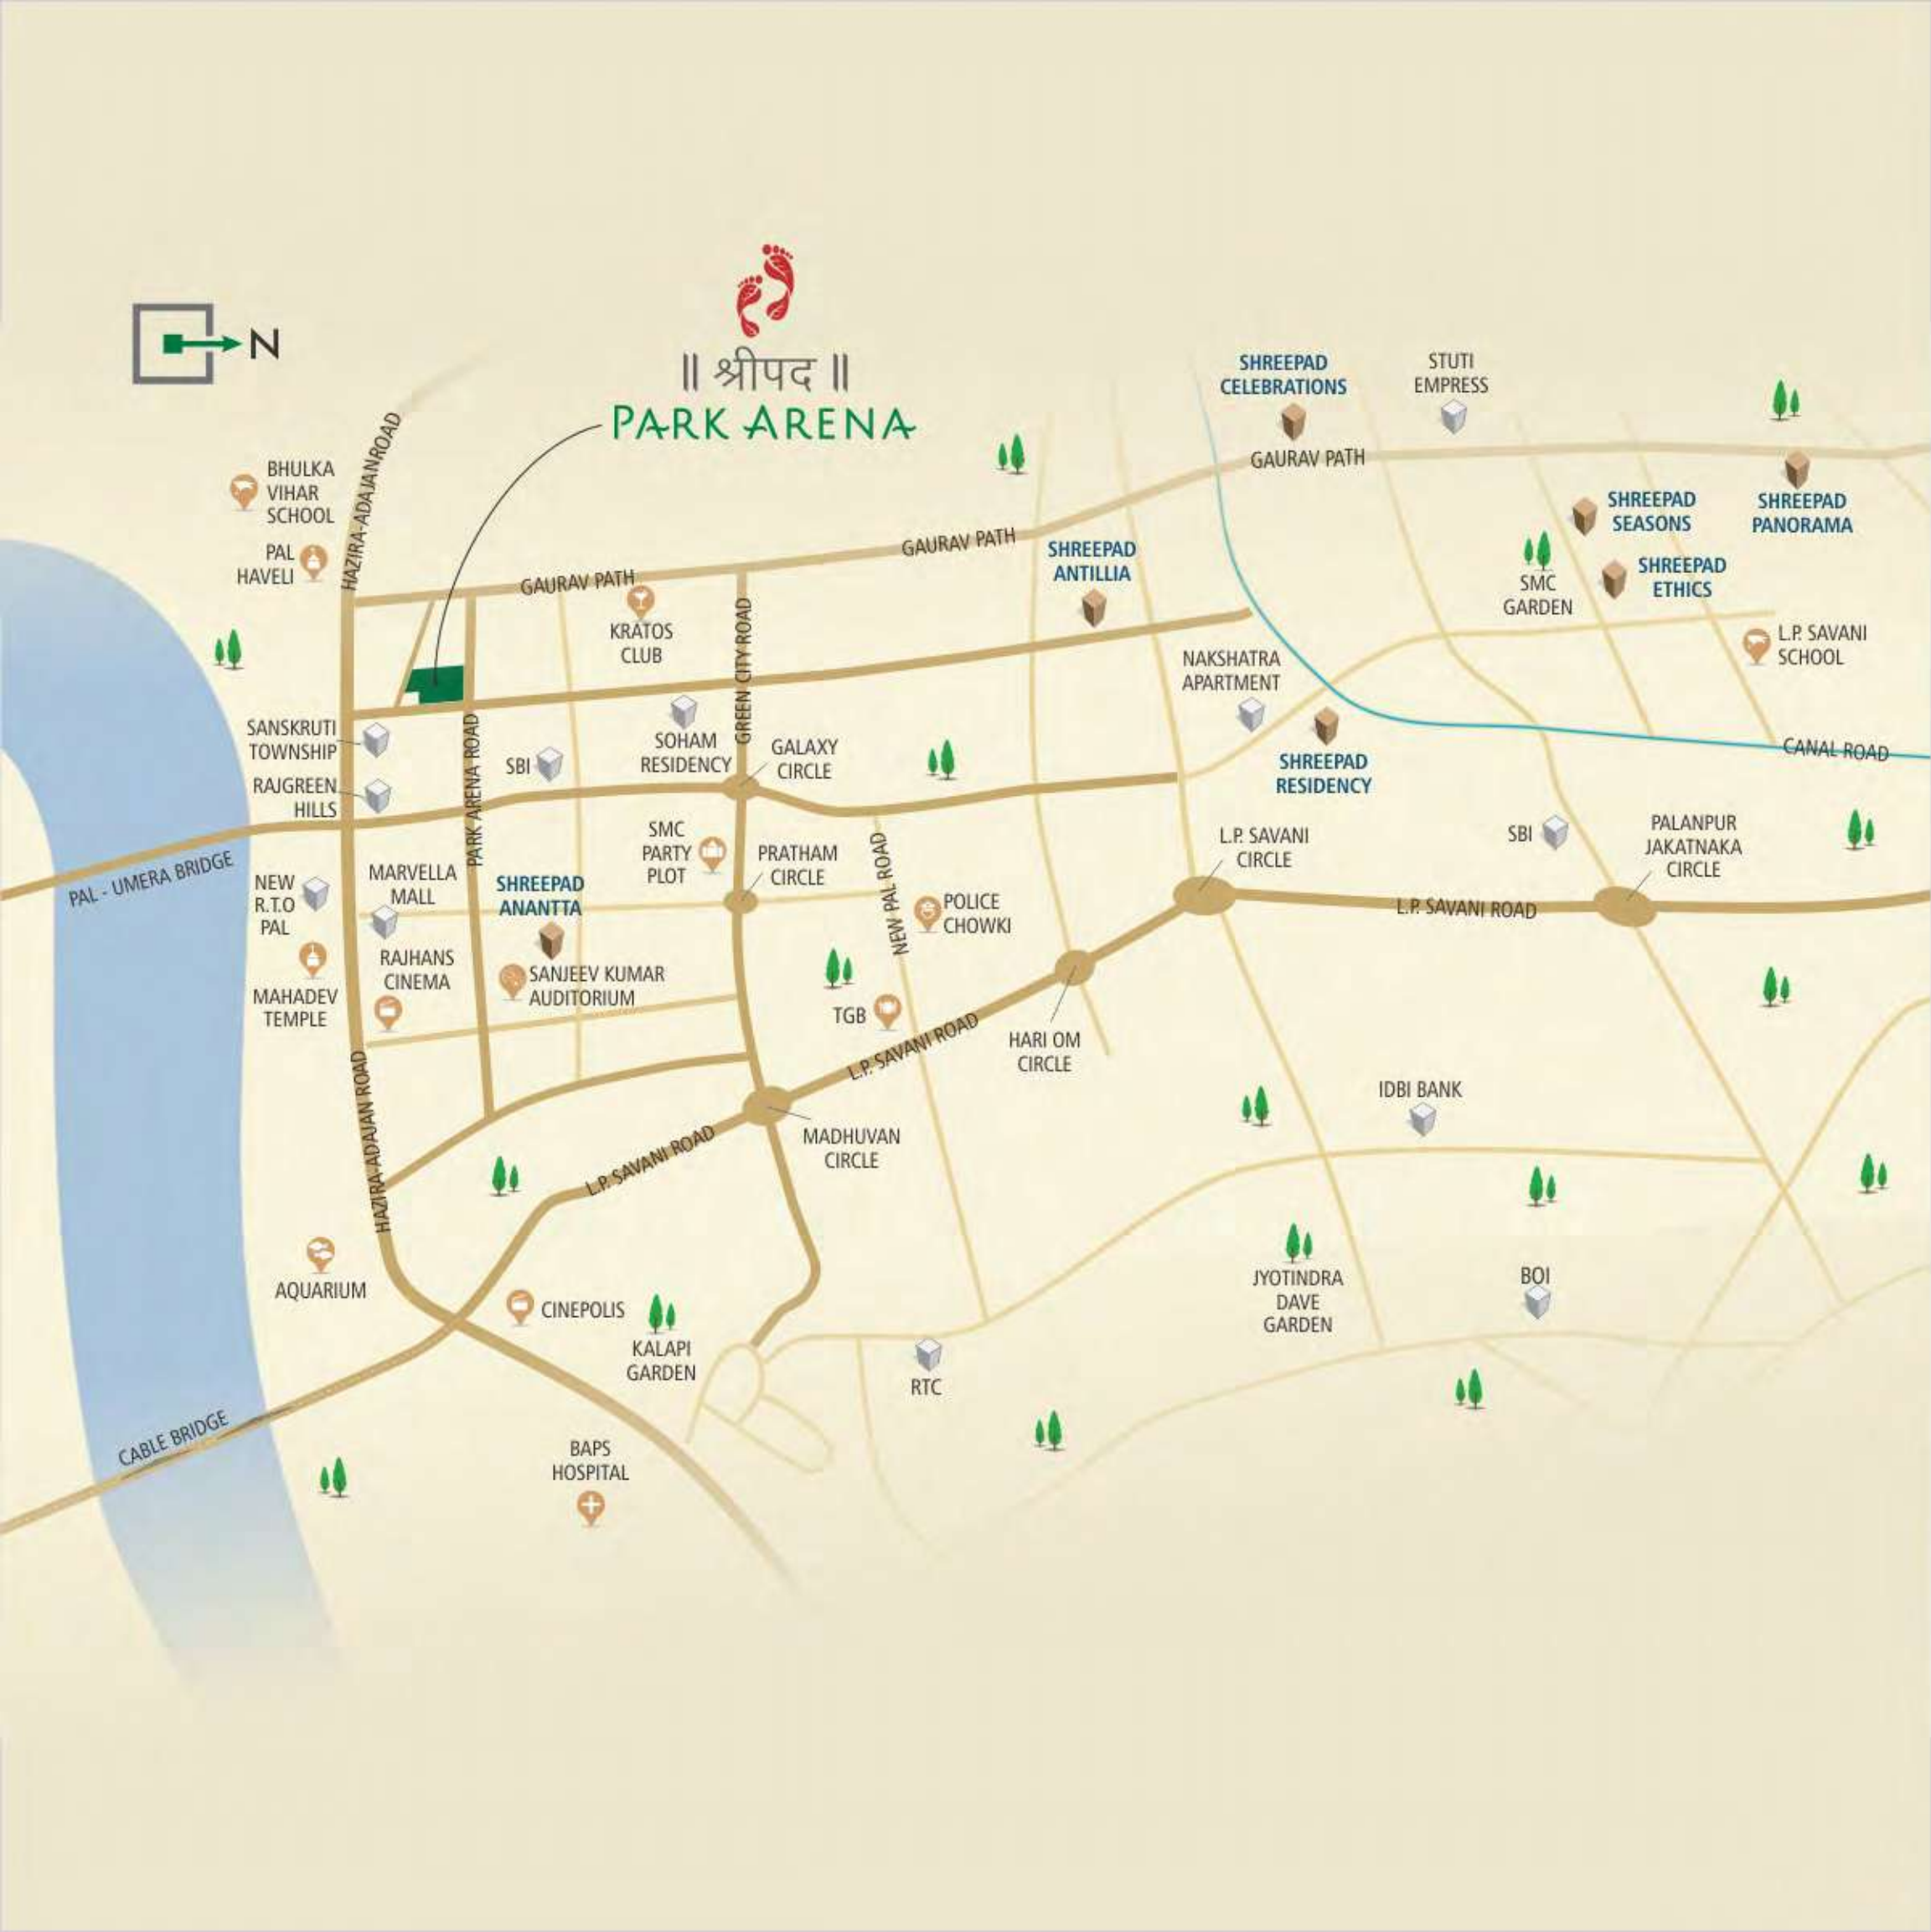 N
|| श्रीपद ||
PARK ARENA
SHREEPAD
CELEBRATIONS
STUTI
EMPRESS
GAURAV PATH
HAZIRA-ADAJANROAD
BHULKA
VIHAR
SCHOOL
PAL
HAVELI
GAURAV PATH
GAURAV PATH
SHREEPAD
ANTILLIA
SHREEPAD
SEASONS
SHREEPAD
PANORAMA
SHREEPAD
ETHICS
SMC
GARDEN
L.P. SAVANI
SCHOOL
KRATOS
CLUB
GREEN CITY ROAD
NAKSHATRA
APARTMENT
SANSKRUTI
TOWNSHIP
RAJGREEN
HILLS
PARK ARENA ROAD
SBI
SOHAM
RESIDENCY
GALAXY
CIRCLE
SHREEPAD
RESIDENCY
CANAL ROAD
PAL - UMERA BRIDGE
SMC
PARTY
PLOT
PRATHAM
CIRCLE
NEW PAL ROAD
L.P. SAVANI
CIRCLE
SBI
PALANPUR
JAKATNAKA
CIRCLE
NEW
R.T.O
PAL
MARVELLA
MALL
SHREEPAD
ANANTTA
POLICE
CHOWKI
L.P. SAVANI ROAD
RAJHANS
CINEMA
SANJEEV KUMAR
AUDITORIUM
MAHADEV
TEMPLE
TGB
L.P. SAVANI ROAD
HARI OM
CIRCLE
HAZIRA-ADAJAN ROAD
IDBI BANK
L.P. SAVANI ROAD
MADHUVAN
CIRCLE
AQUARIUM
CINEPOLIS
KALAPI
GARDEN
JYOTINDRA
DAVE
GARDEN
BOI
RTC
CABLE BRIDGE
BAPS
HOSPITAL